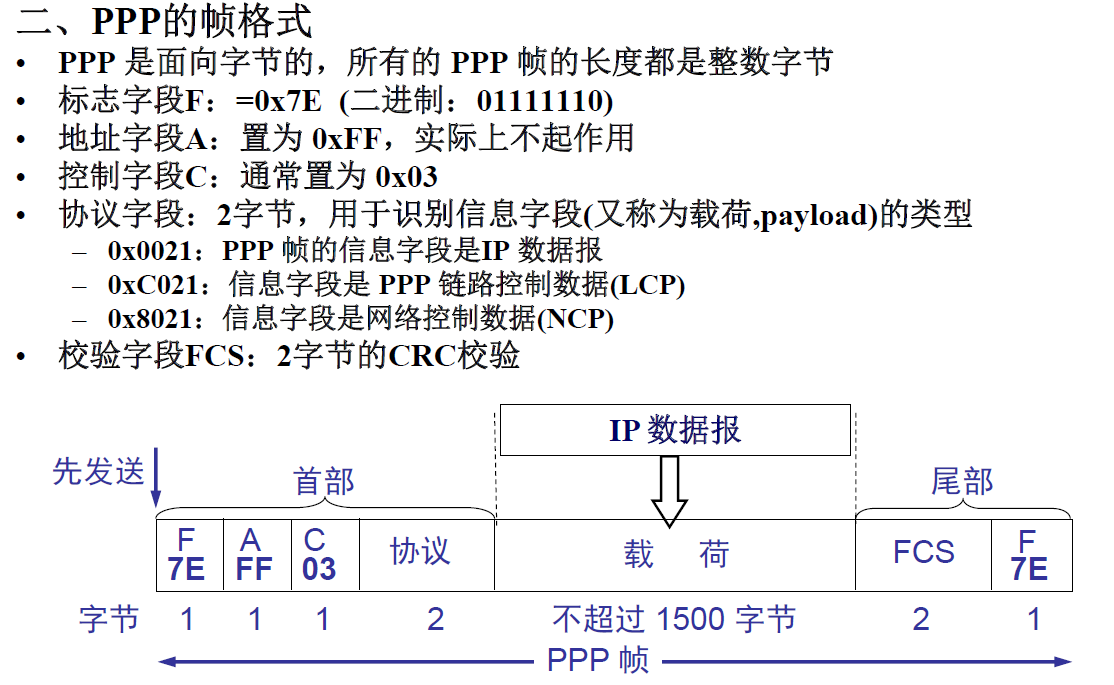 二、PPP的帧格式
• PPP 是面向字节的，所有的 PPP 帧的长度都是整数字节
• 标志字段F：=0x7E (二进制：01111110)
• 地址字段A：置为 0xFF，实际上不起作用
• 控制字段C：通常置为 0x03
• 协议字段：2字节，用于识别信息字段(又称为载荷,payload)的类型
– 0x0021：PPP 帧的信息字段是IP 数据报
– 0xC021：信息字段是 PPP 链路控制数据(LCP)
– 0x8021：信息字段是网络控制数据(NCP)
• 校验字段FCS：2字节的CRC校验
IP 数据报
先发送
首部
尾部
F A C 协议 载 荷 FCS F
7E FF 03 7E
字节 1 1 1 2 不超过 1500 字节 2 1
PPP 帧